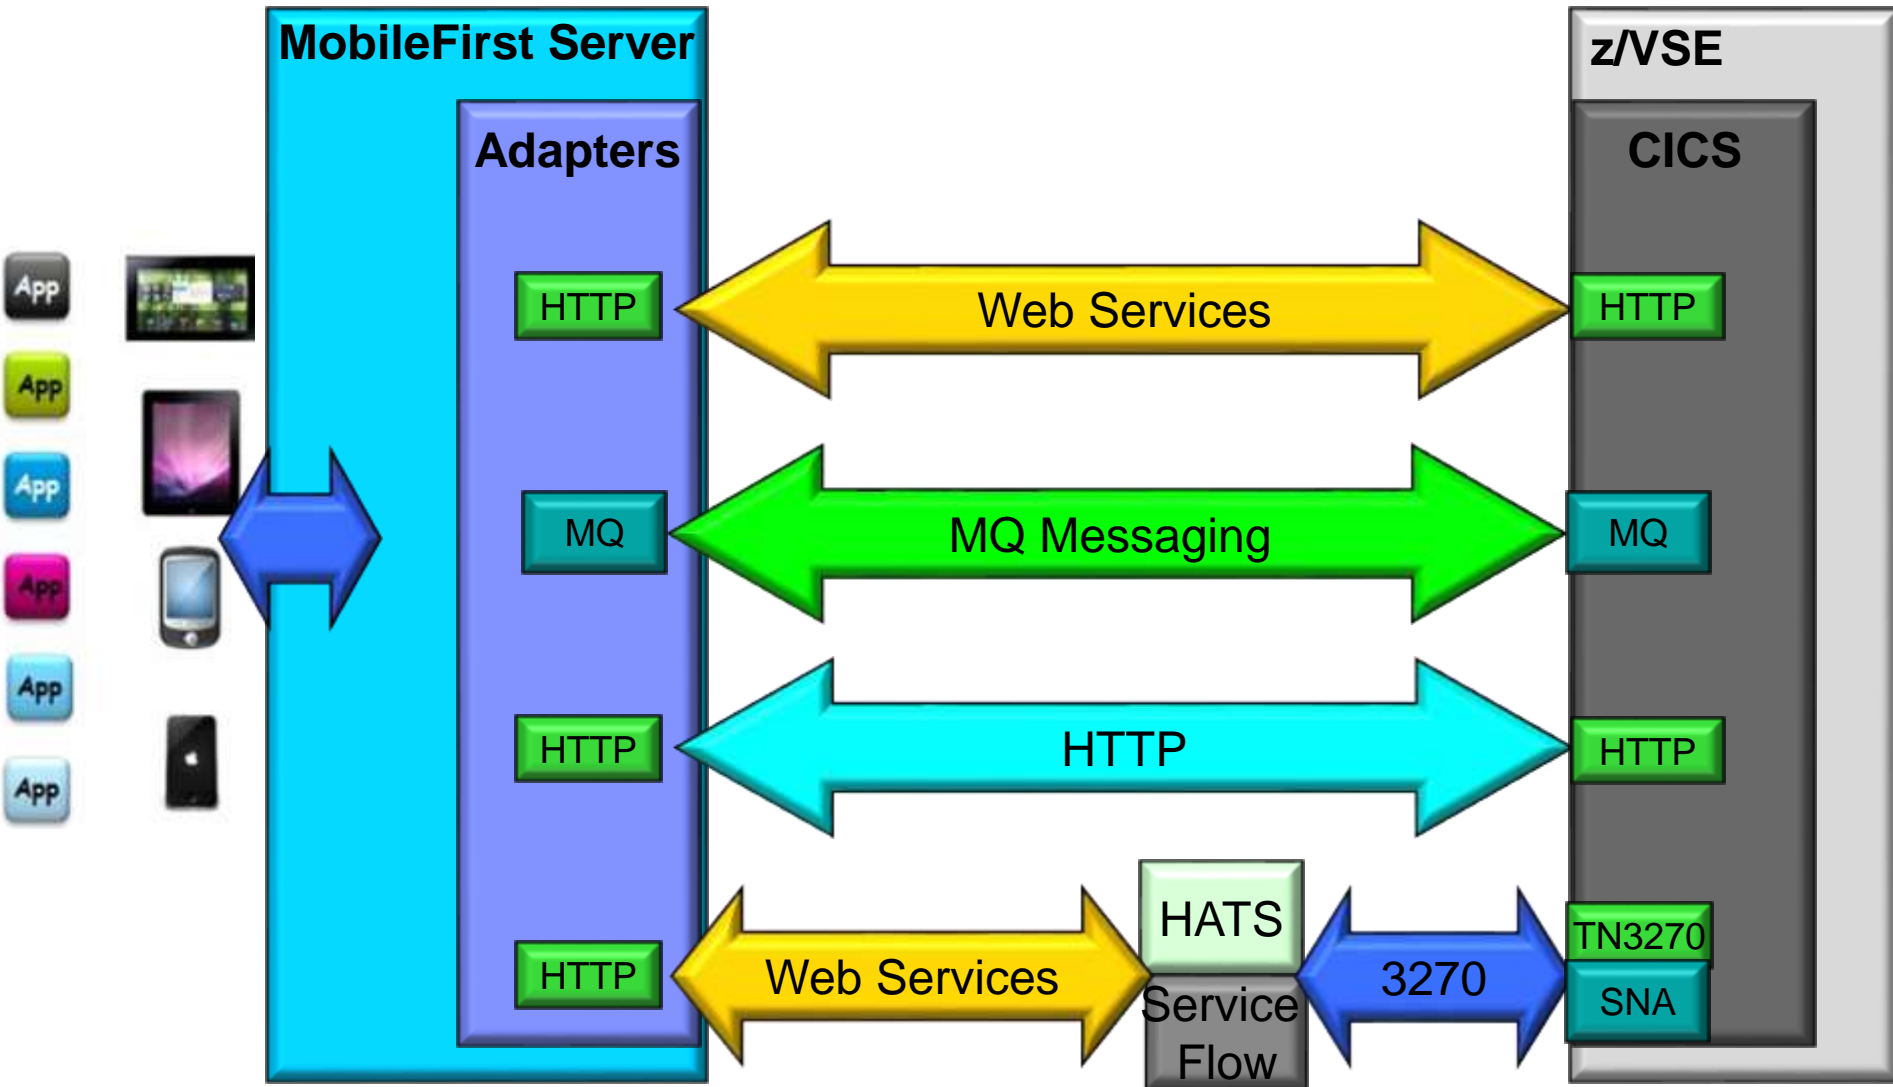 MobileFirst Server
z/VSE
Adapters
CICS
App
App
App
App
App
App
HTTP
Web Services
HTTP
MQ
MQ Messaging
MQ
HTTP
HTTP
HTTP
HTTP
Web Services
HATS
Service
Flow
3270
TN3270
SNA